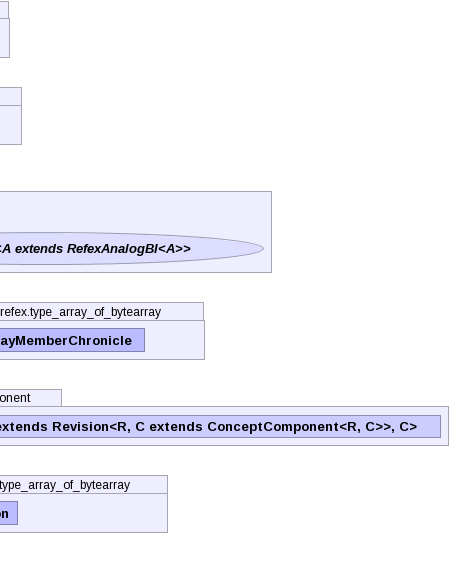 <A extends RefexAnalogBI<A>>
refex.type_array_of_bytearray
ayMemberChronicle
onent
extends Revision<R, C extends ConceptComponent<R, C>>, C>
type_array_of_bytearray
on